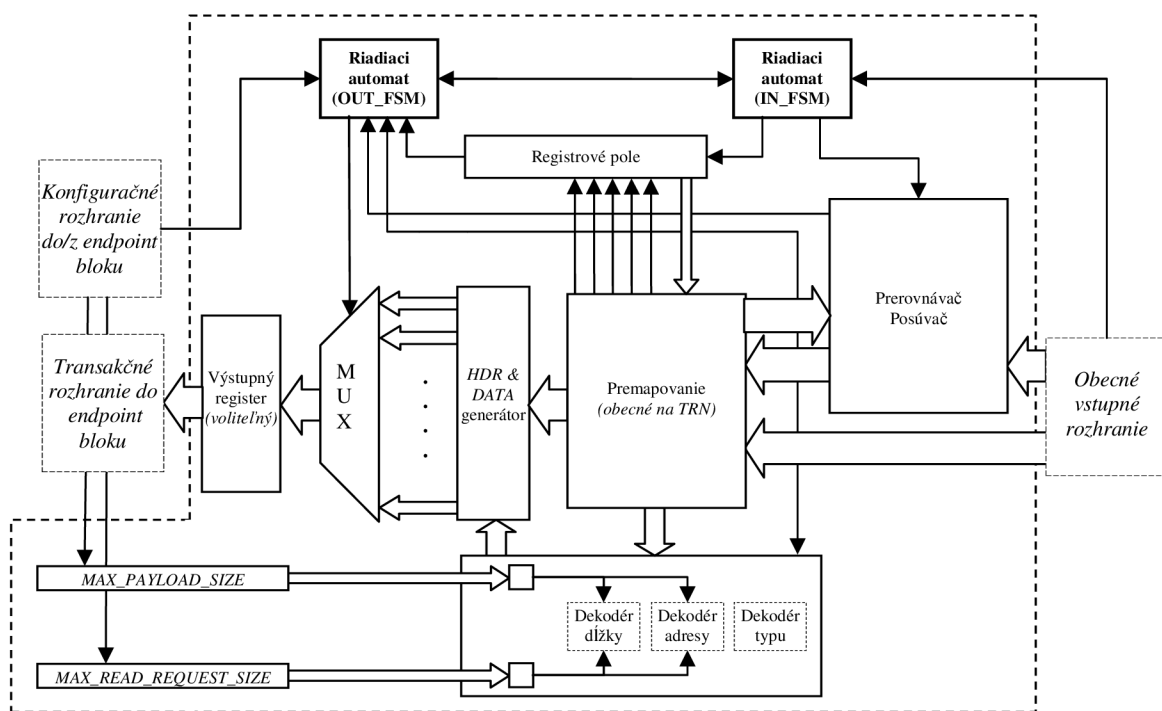 Riadiaci
automat
(OUT_FSM)
Riadiaci
automat
(IN_FSM)
Registrové pole
Konfiguračné
rozhranie
do/z endpoint
bloku
Prerovnávač
Posúvač
Transakčné
rozhranie do
endpoint
bloku
Výstupný
register
(voliteľný)
M
U
X
HDR &
DATA
generátor
Premapovanie
(obecné na TRN)
Obecné
vstupné
rozhranie
MAX_PAYLOAD_SIZE
Dekodér
dĺžky
Dekodér
adresy
Dekodér
typu
MAX_READ_REQUEST_SIZE